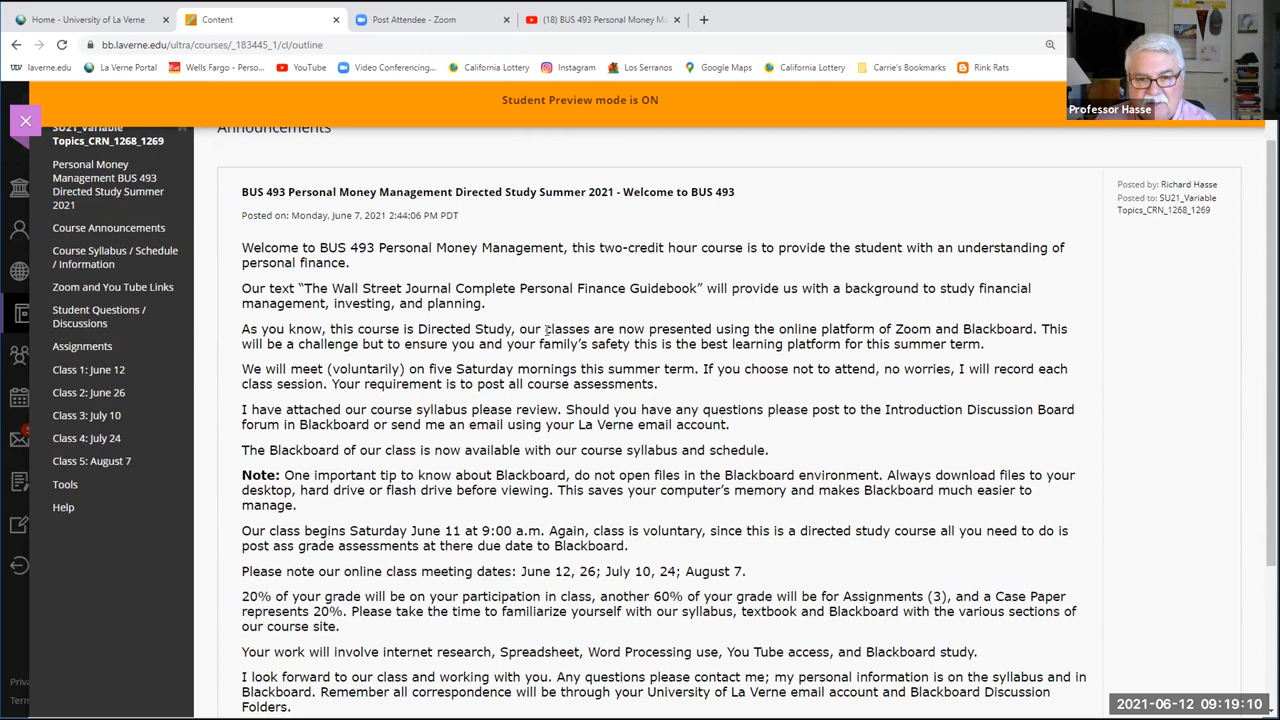 Home - University of La Verne
Content
Post Attendee - Zoom
(18) BUS 493 Personal Money M
bb.laverne.edu/ultra/courses/_183445_1/cl/outline
laverne.edu
La Verne Portal
Wells Fargo - Perso...
YouTube
Video Conferencing...
California Lottery
Instagram
Los Serranos
Google Maps
California Lottery
Carrie's Bookmarks
Rink Rats
Professor Hasse
Student Preview mode is ON
Announcements
SU21_Variable
Topics_CRN_1268_1269
Personal Money
Management BUS 493
Directed Study Summer
2021
Course Announcements
Course Syllabus / Schedule
/ Information
Zoom and You Tube Links
Student Questions /
Discussions
Assignments
Class 1: June 12
Class 2: June 26
Class 3: July 10
Class 4: July 24
Class 5: August 7
Tools
Help
Priva
Term
BUS 493 Personal Money Management Directed Study Summer 2021 - Welcome to BUS 493
Posted on: Monday, June 7, 2021 2:44:06 PM PDT
Posted by: Richard Hasse
Posted to: SU21_Variable
Topics_CRN_1268_1269
Welcome to BUS 493 Personal Money Management, this two-credit hour course is to provide the student with an understanding of
personal finance.
Our text “The Wall Street Journal Complete Personal Finance Guidebook” will provide us with a background to study financial
management, investing, and planning.
As you know, this course is Directed Study, our classes are now presented using the online platform of Zoom and Blackboard. This
will be a challenge but to ensure you and your family’s safety this is the best learning platform for this summer term.
We will meet (voluntarily) on five Saturday mornings this summer term. If you choose not to attend, no worries, I will record each
class session. Your requirement is to post all course assessments.
I have attached our course syllabus please review. Should you have any questions please post to the Introduction Discussion Board
forum in Blackboard or send me an email using your La Verne email account.
The Blackboard of our class is now available with our course syllabus and schedule.
Note: One important tip to know about Blackboard, do not open files in the Blackboard environment. Always download files to your
desktop, hard drive or flash drive before viewing. This saves your computer’s memory and makes Blackboard much easier to
manage.
Our class begins Saturday June 11 at 9:00 a.m. Again, class is voluntary, since this is a directed study course all you need to do is
post ass grade assessments at there due date to Blackboard.
Please note our online class meeting dates: June 12, 26; July 10, 24; August 7.
20% of your grade will be on your participation in class, another 60% of your grade will be for Assignments (3), and a Case Paper
represents 20%. Please take the time to familiarize yourself with our syllabus, textbook and Blackboard with the various sections of
our course site.
Your work will involve internet research, Spreadsheet, Word Processing use, You Tube access, and Blackboard study.
I look forward to our class and working with you. Any questions please contact me; my personal information is on the syllabus and in
Blackboard. Remember all correspondence will be through your University of La Verne email account and Blackboard Discussion
Folders.
2021-06-12 09:19:10